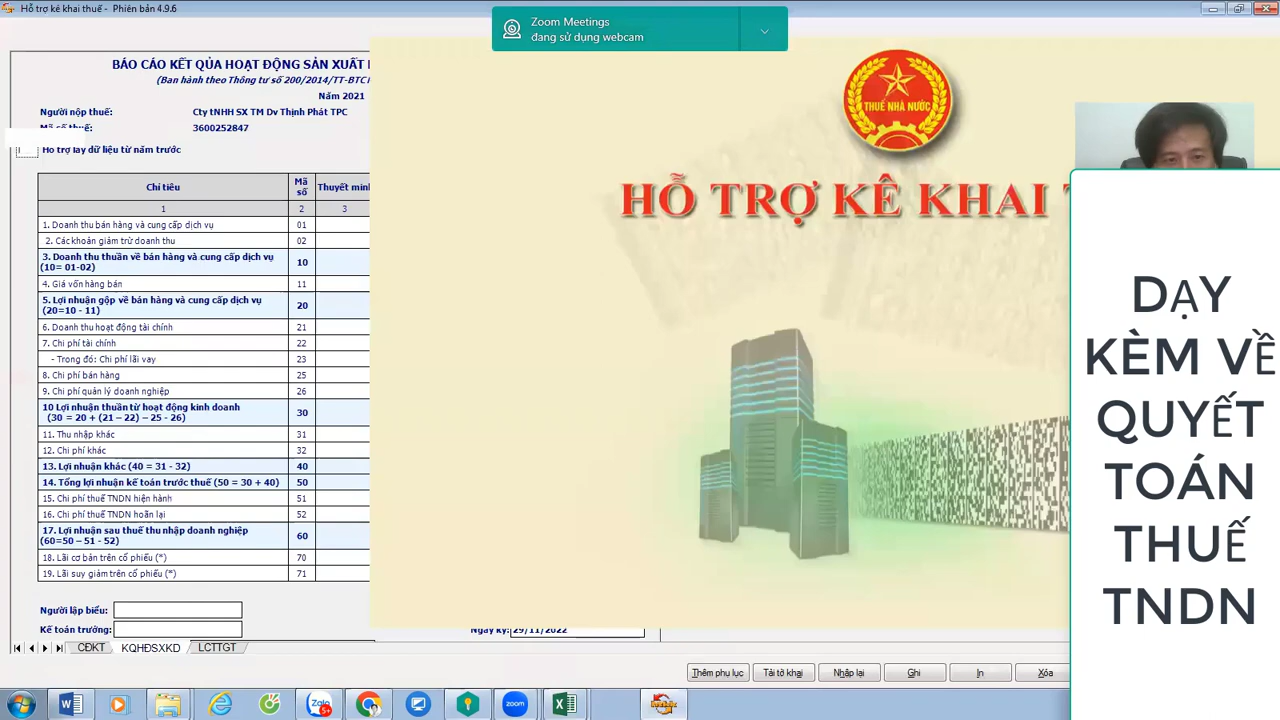 Hỗ trợ kê khai thuế - Phiên bản 4.9.6
Zoom Meetings
đang sử dụng webcam
BÁO CÁO KẾT QỦA HOẠT ĐỘNG SẢN XUẤT
(Ban hành theo Thông tư số 200/2014/TT-BTC
Năm 2021
Người nộp thuế: Cty tNHH SX TM Dv Thịnh Phát TPC
Mã số thuế: 3600252847
Hỗ trợ lấy dữ liệu từ năm trước
THUẾ NHÀ NƯỚC
HỖ TRỢ KÊ KHAI
Chỉ tiêu Mã số Thuyết minh
1 2 3
1. Doanh thu bán hàng và cung cấp dịch vụ 01
2. Các khoản giảm trừ doanh thu 02
3. Doanh thu thuần về bán hàng và cung cấp dịch vụ
(10= 01-02) 10
4. Giá vốn hàng bán 11
5. Lợi nhuận gộp về bán hàng và cung cấp dịch vụ
(20=10 - 11) 20
6. Doanh thu hoạt động tài chính 21
7. Chi phí tài chính 22
- Trong đó: Chi phí lãi vay 23
8. Chi phí bán hàng 25
9. Chi phí quản lý doanh nghiệp 26
10 Lợi nhuận thuần từ hoạt động kinh doanh
(30 = 20 + (21 – 22) – 25 - 26) 30
11. Thu nhập khác 31
12. Chi phí khác 32
13. Lợi nhuận khác (40 = 31 - 32) 40
14. Tổng lợi nhuận kế toán trước thuế (50 = 30 + 40) 50
15. Chi phí thuế TNDN hiện hành 51
16. Chi phí thuế TNDN hoãn lại 52
17. Lợi nhuận sau thuế thu nhập doanh nghiệp
(60=50 – 51 - 52) 60
18. Lãi cơ bản trên cổ phiếu (*) 70
19. Lãi suy giảm trên cổ phiếu (*) 71
Người lập biểu:
Kế toán trưởng:
Ngày ký: 29/11/2022
CĐKT KQHĐSXKD LCTTGT
Thêm phụ lục Tải tờ khai Nhập lại Ghi In Xóa
DẠY
KÈM VỀ
QUYẾT
TOÁN
THUẾ
TNDN
Zalo
5+
zoom